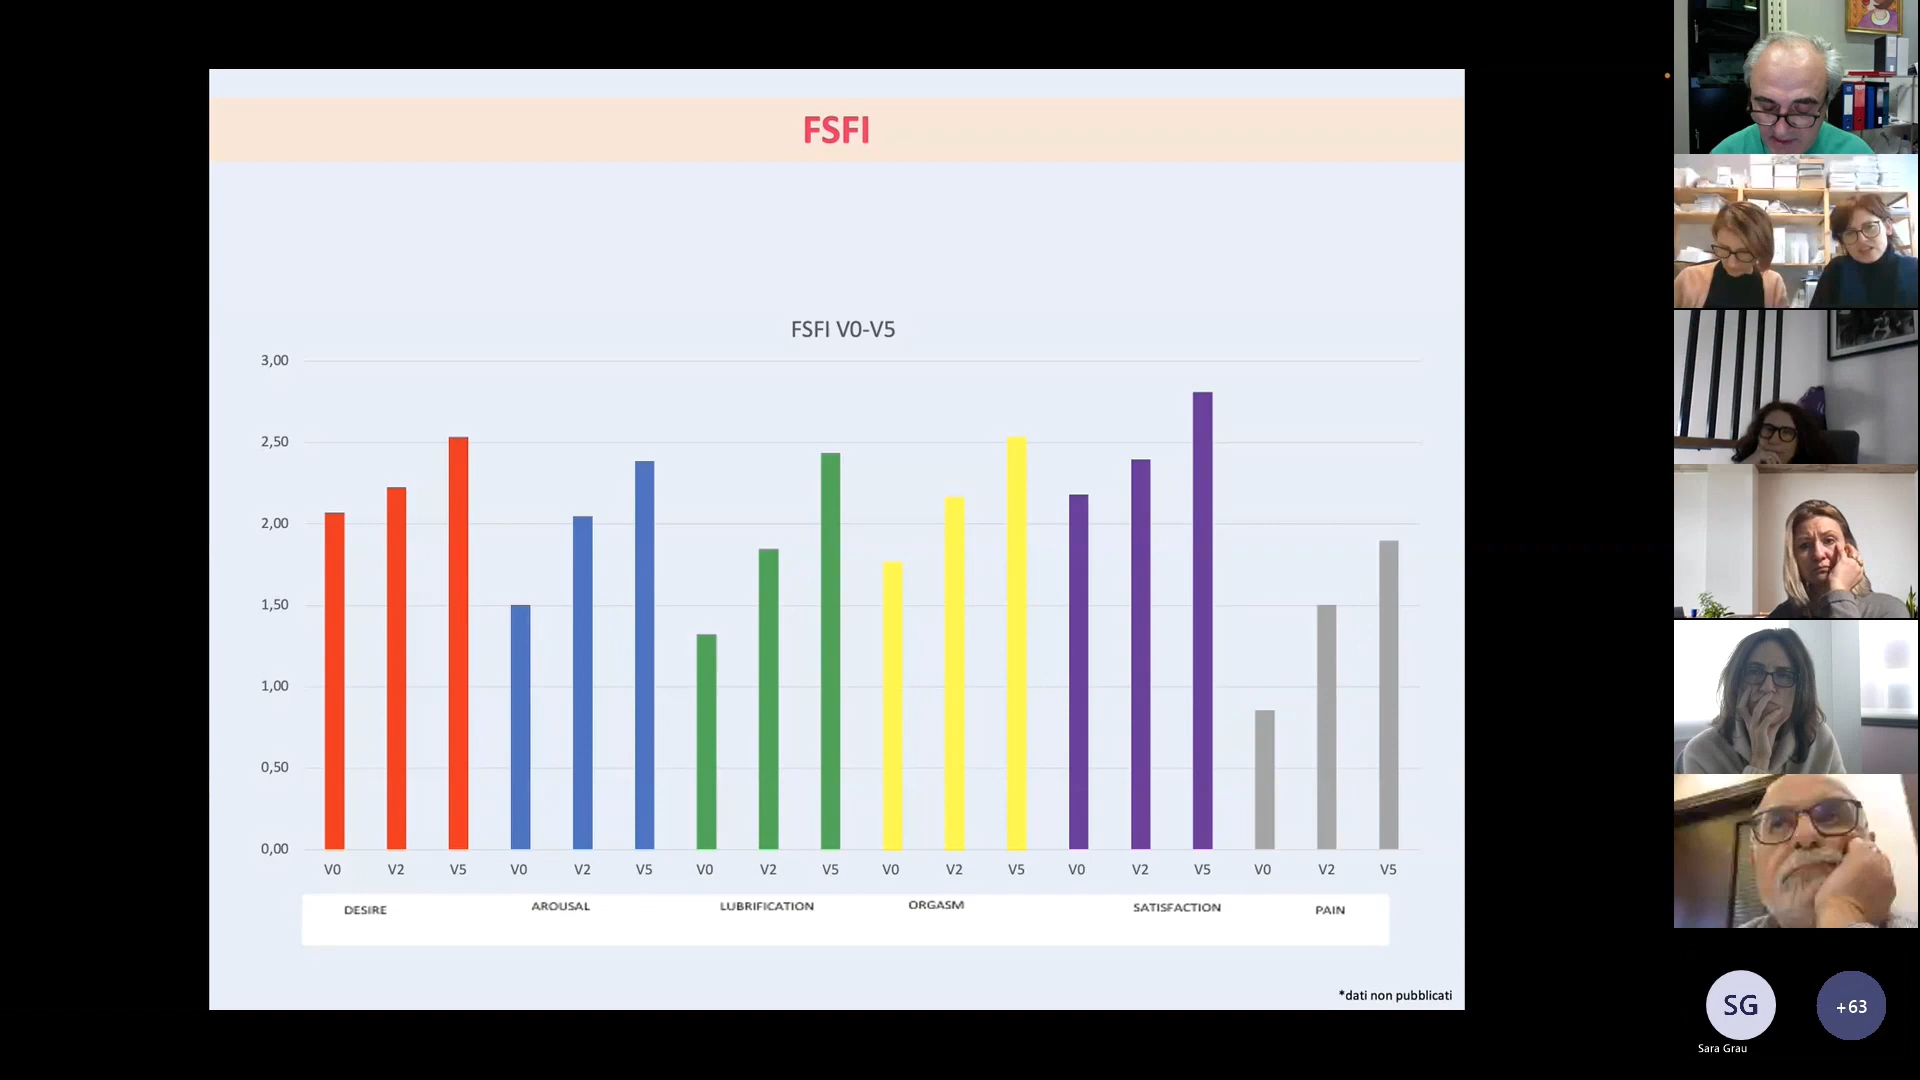 FSFI
FSFI V0-V5
3,00
2,50
2,00
1,50
1,00
0,50
0,00
V0 V2 V5 V0 V2 V5 V0 V2 V5 V0 V2 V5 V0 V2 V5 V0 V2 V5
DESIRE AROUSAL LUBRIFICATION ORGASM SATISFACTION PAIN
*dati non pubblicati
SG
+63
Sara Grau